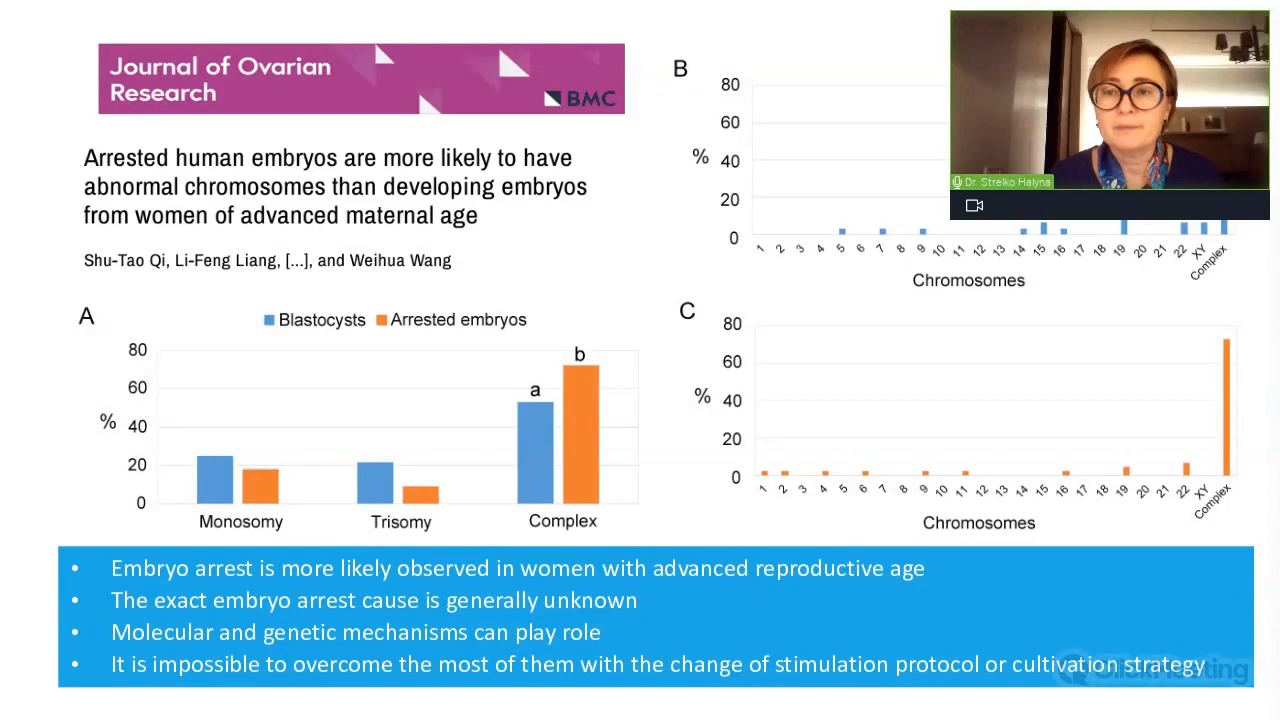 Journal of Ovarian
Research
BMC
Arrested human embryos are more likely to have
abnormal chromosomes than developing embryos
from women of advanced maternal age
Shu-Tao Qi, Li-Feng Liang, [...], and Weihua Wang
A
Blastocysts Arrested embryos
80
60
40
20
0
%
a
b
Monosomy Trisomy Complex
B
80
60
40
20
0
%
1 2 3 4 5 6 7 8 9 10 11 12 13 14 15 16 17 18 19 20 21 22 XY Complex
Chromosomes
Dr. Strelko Halyna
C
80
60
40
20
0
%
1 2 3 4 5 6 7 8 9 10 11 12 13 14 15 16 17 18 19 20 21 22 XY Complex
Chromosomes
• Embryo arrest is more likely observed in women with advanced reproductive age
• The exact embryo arrest cause is generally unknown
• Molecular and genetic mechanisms can play role
• It is impossible to overcome the most of them with the change of stimulation protocol or cultivation strategy
ClickMeeting